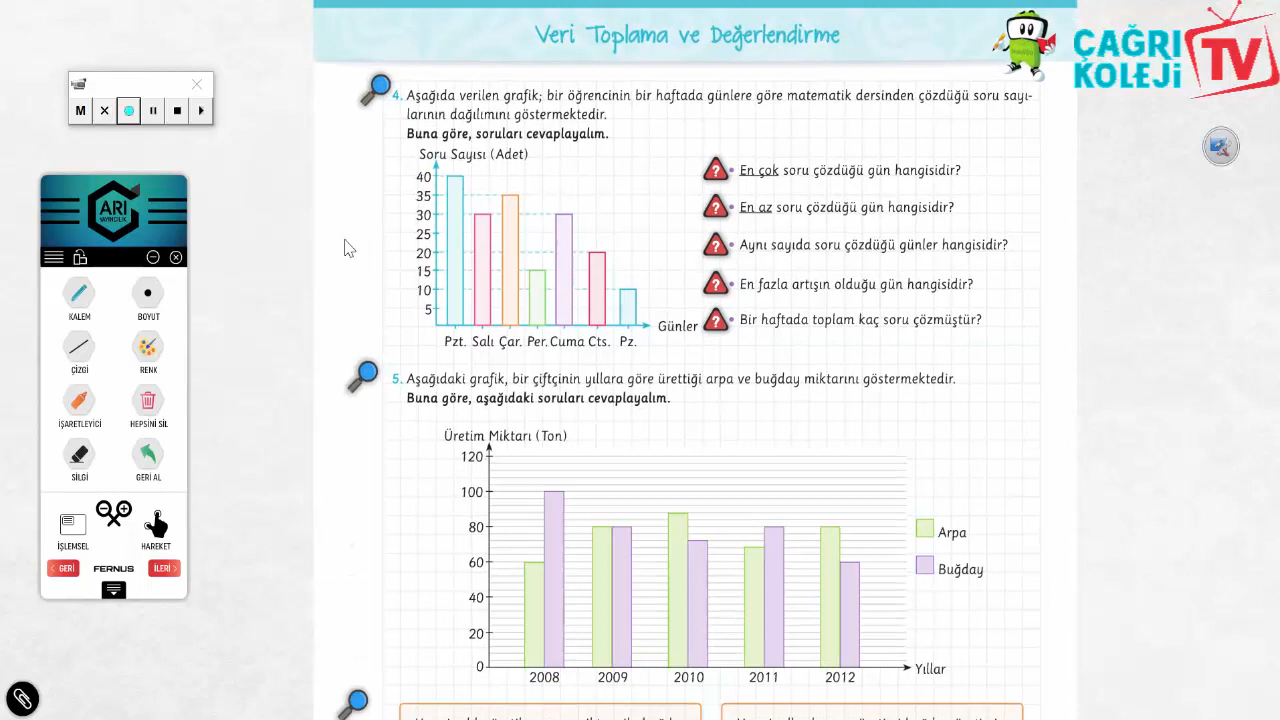 Veri Toplama ve Değerlendirme
ÇAĞRI
KOLEJİ
TV
M
ARI
YAYINCILIK
KALEM
BOYUT
ÇİZGİ
RENK
İŞARETLEYİCİ
HEPSİNİ SİL
SİLGİ
GERİ AL
İŞLEMSEL
HAREKET
GERİ
FERNUS
İLERİ
4. Aşağıda verilen grafik; bir öğrencinin bir haftada günlere göre matematik dersinden çözdüğü soru sayı-
larının dağılımını göstermektedir.
Buna göre, soruları cevaplayalım.
Soru Sayısı (Adet)
40
35
30
25
20
15
10
5
Günler
Pzt. Salı Çar. Per. Cuma Cts. Pz.
? • En çok soru çözdüğü gün hangisidir?
? • En az soru çözdüğü gün hangisidir?
? • Aynı sayıda soru çözdüğü günler hangisidir?
? • En fazla artışın olduğu gün hangisidir?
? • Bir haftada toplam kaç soru çözmüştür?
5. Aşağıdaki grafik, bir çiftçinin yıllara göre ürettiği arpa ve buğday miktarını göstermektedir.
Buna göre, aşağıdaki soruları cevaplayalım.
Üretim Miktarı (Ton)
120
100
80
60
40
20
0
2008 2009 2010 2011 2012
Yıllar
Arpa
Buğday